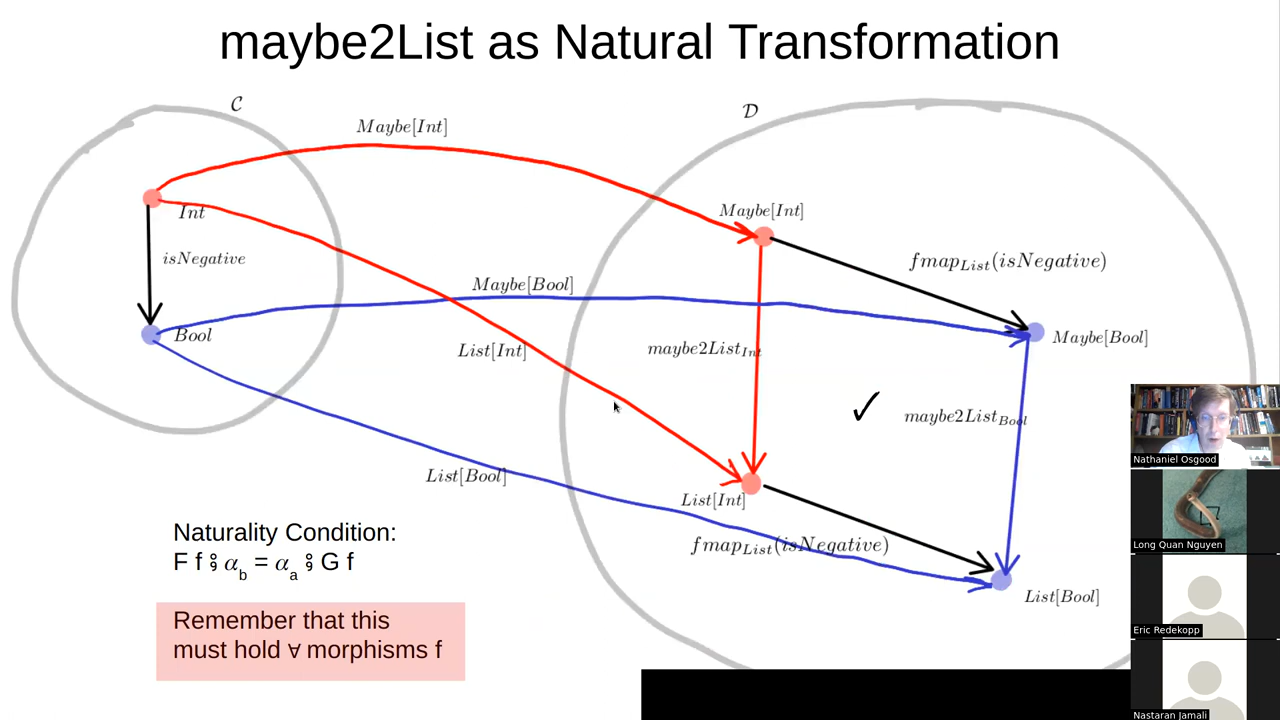 maybe2List as Natural Transformation
𝒞
𝒟
Maybe[Int]
Maybe[Int]
Int
isNegative
fmap_List(isNegative)
Maybe[Bool]
Bool
Maybe[Bool]
List[Int]
maybe2List_Int
maybe2List_Bool
List[Bool]
List[Int]
fmap_List(isNegative)
List[Bool]
Naturality Condition:
F f ⨟ α_b = α_a ⨟ G f
Remember that this
must hold ∀ morphisms f
Nathaniel Osgood
Long Quan Nguyen
Eric Redekopp
Nastaran Jamali